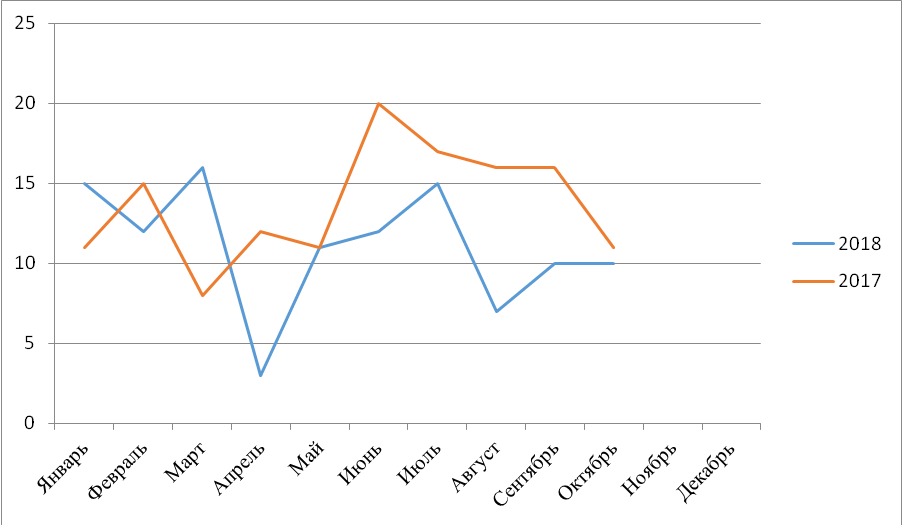 25
20
15
10
5
0
Январь
Февраль
Март
Апрель
Май
Июнь
Июль
Август
Сентябрь
Октябрь
Ноябрь
Декабрь
2018
2017